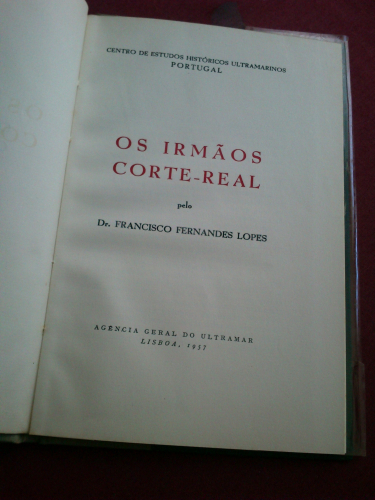 CENTRO DE ESTUDOS HISTÓRICOS ULTRAMARINOS
PORTUGAL
OS IRMÃOS
CORTE-REAL
pelo
Dr. FRANCISCO FERNANDES LOPES
AGÊNCIA GERAL DO ULTRAMAR
LISBOA, 1957